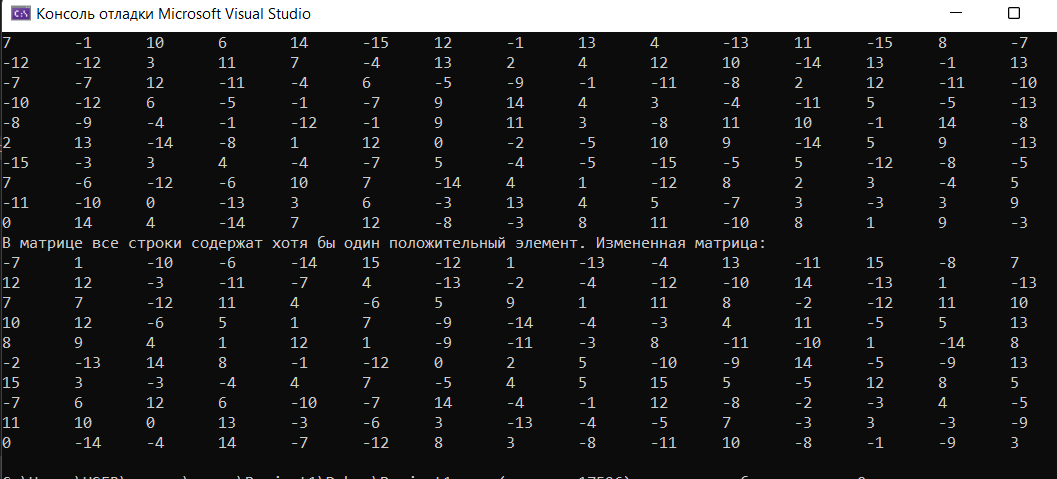 Консоль отладки Microsoft Visual Studio
7 -1 10 6 14 -15 12 -1 13 4 -13 11 -15 8 -7
-12 -12 3 11 7 -4 13 2 4 12 10 -14 13 -1 13
-7 -7 12 -11 -4 6 -5 -9 -1 -11 -8 2 12 -11 -10
-10 -12 6 -5 -1 -7 9 14 4 3 -4 -11 5 -5 -13
-8 -9 -4 -1 -12 -1 9 11 3 -8 11 10 -1 14 -8
2 13 -14 -8 1 12 0 -2 -5 10 9 -14 5 9 -13
-15 -3 3 4 -4 -7 5 -4 -5 -15 -5 5 -12 -8 -5
7 -6 -12 -6 10 7 -14 4 1 -12 8 2 3 -4 5
-11 -10 0 -13 3 6 -3 13 4 5 -7 3 -3 3 9
0 14 4 -14 7 12 -8 -3 8 11 -10 8 1 9 -3
В матрице все строки содержат хотя бы один положительный элемент. Измененная матрица:
-7 1 -10 -6 -14 15 -12 1 -13 -4 13 -11 15 -8 7
12 12 -3 -11 -7 4 -13 -2 -4 -12 -10 14 -13 1 -13
7 7 -12 11 4 -6 5 9 1 11 8 -2 -12 11 10
10 12 -6 5 1 7 -9 -14 -4 -3 4 11 -5 5 13
8 9 4 1 12 1 -9 -11 -3 8 -11 -10 1 -14 8
-2 -13 14 8 -1 -12 0 2 5 -10 -9 14 -5 -9 13
15 3 -3 -4 4 7 -5 4 5 15 5 -5 12 8 5
-7 6 12 6 -10 -7 14 -4 -1 12 -8 -2 -3 4 -5
11 10 0 13 -3 -6 3 -13 -4 -5 7 -3 3 -3 -9
0 -14 -4 14 -7 -12 8 3 -8 -11 10 -8 -1 -9 3